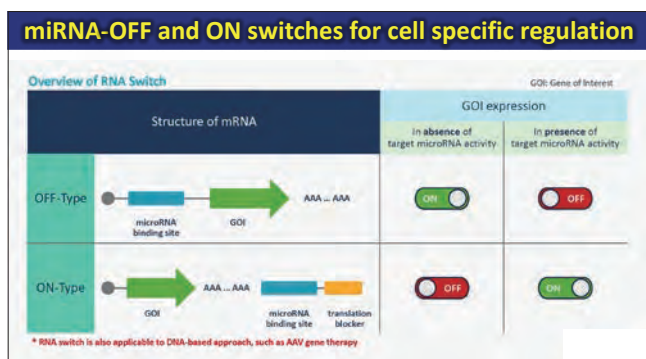 miRNA-OFF and ON switches for cell specific regulation
Overview of RNA Switch
GOI: Gene of Interest
Structure of mRNA
GOI expression
In absence of
target microRNA activity
In presence of
target microRNA activity
OFF-Type
microRNA
binding site
GOI
AAA ... AAA
ON
OFF
ON-Type
GOI
AAA ... AAA
microRNA
binding site
translation
blocker
OFF
ON
* RNA switch is also applicable to DNA-based approach, such as AAV gene therapy